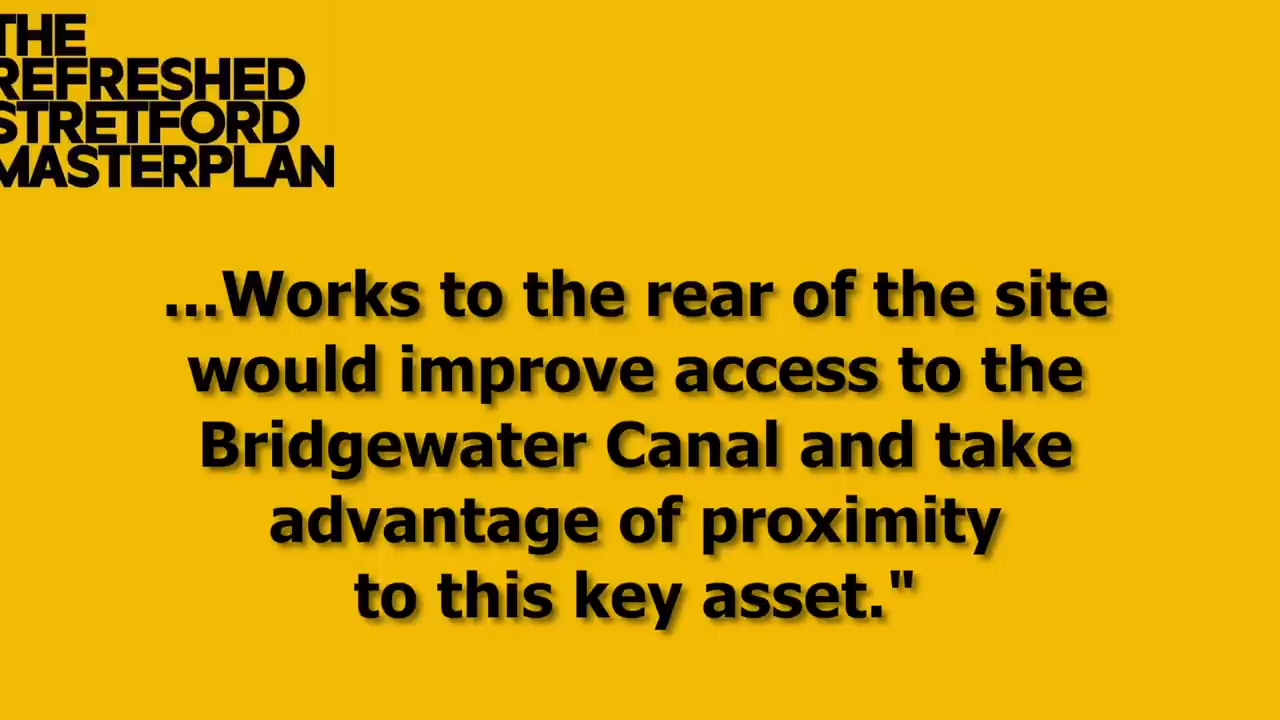 THE
REFRESHED
STRETFORD
MASTERPLAN
...Works to the rear of the site
would improve access to the
Bridgewater Canal and take
advantage of proximity
to this key asset."